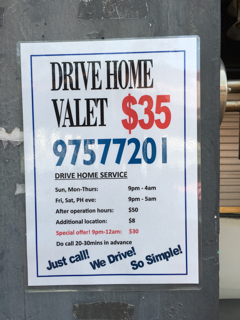 DRIVE HOME
VALET $35
97577201
DRIVE HOME SERVICE
Sun, Mon-Thurs: 9pm - 4am
Fri, Sat, PH eve: 9pm - 5am
After operation hours: $50
Additional location: $8
Special offer! 9pm-12am: $30
Do call 20-30mins in advance
Just call! We Drive! So Simple!